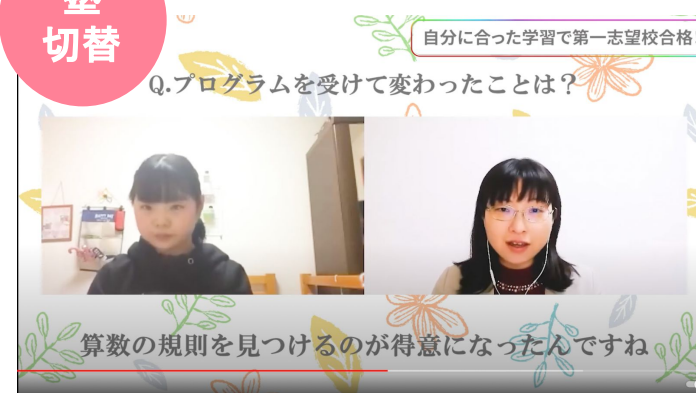 塾
切替
自分に合った学習で第一志望校合格
Q.プログラムを受けて変わったことは？
算数の規則を見つけるのが得意になったんですね